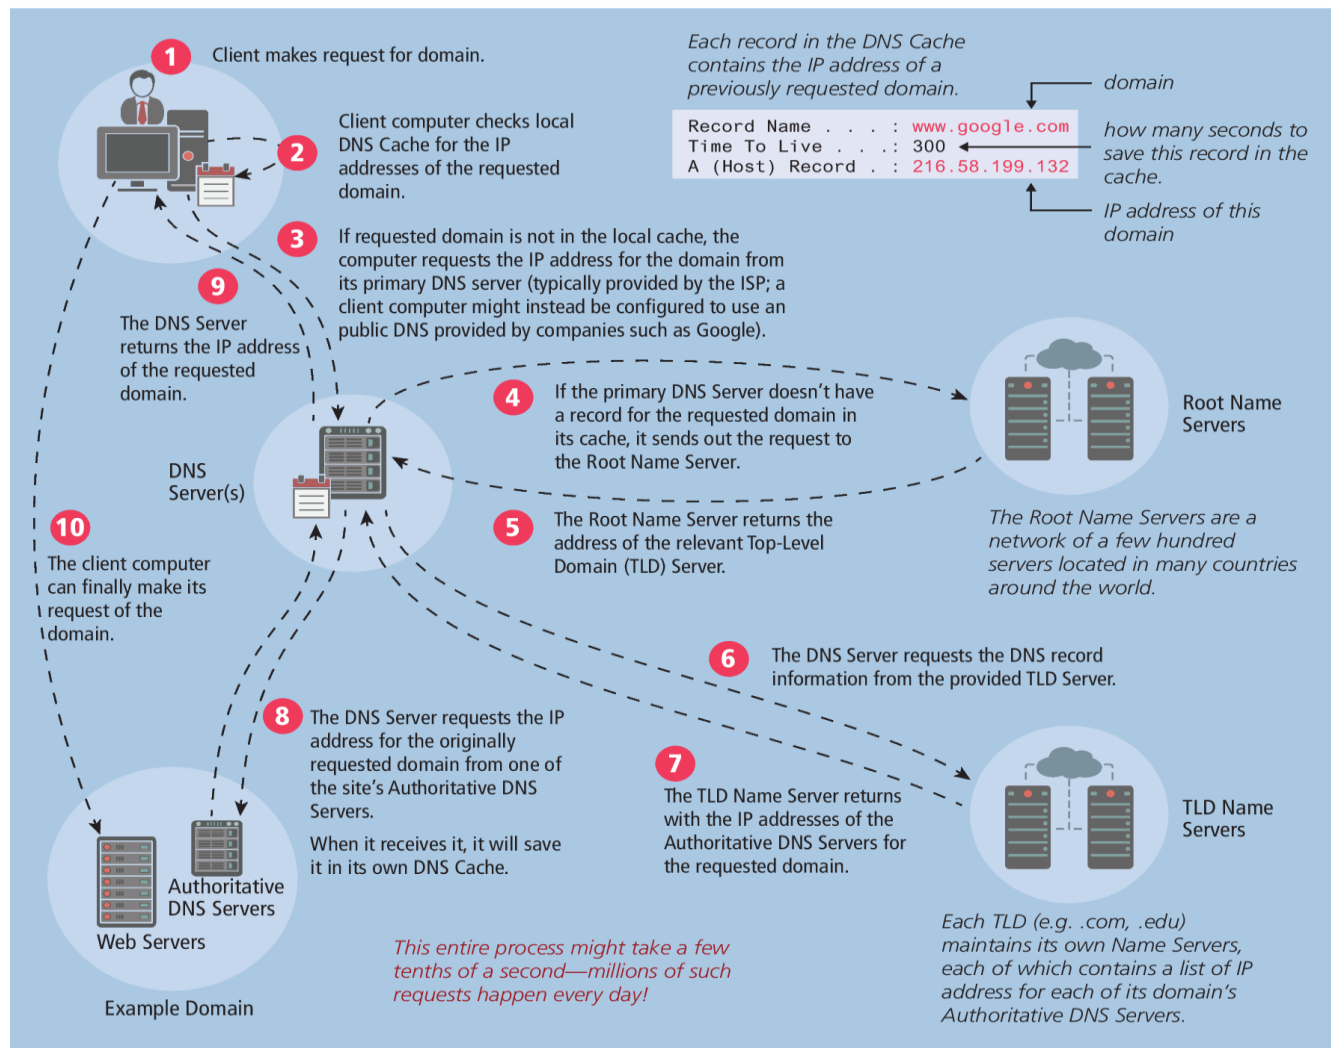 1
Client makes request for domain.
2
Client computer checks local
DNS Cache for the IP
addresses of the requested
domain.
Each record in the DNS Cache
contains the IP address of a
previously requested domain.
Record Name . . . : www.google.com
Time To Live . . .: 300
A (Host) Record . : 216.58.199.132
domain
how many seconds to
save this record in the
cache.
IP address of this
domain
3
If requested domain is not in the local cache, the
computer requests the IP address for the domain from
its primary DNS server (typically provided by the ISP; a
client computer might instead be configured to use an
public DNS provided by companies such as Google).
9
The DNS Server
returns the IP address
of the requested
domain.
4
If the primary DNS Server doesn't have
a record for the requested domain in
its cache, it sends out the request to
the Root Name Server.
Root Name
Servers
DNS
Server(s)
5
The Root Name Server returns the
address of the relevant Top-Level
Domain (TLD) Server.
The Root Name Servers are a
network of a few hundred
servers located in many countries
around the world.
10
The client computer
can finally make its
request of the
domain.
6
The DNS Server requests the DNS record
information from the provided TLD Server.
8
The DNS Server requests the IP
address for the originally
requested domain from one of
the site's Authoritative DNS
Servers.
When it receives it, it will save
it in its own DNS Cache.
7
The TLD Name Server returns
with the IP addresses of the
Authoritative DNS Servers for
the requested domain.
TLD Name
Servers
Authoritative
DNS Servers
Web Servers
Example Domain
This entire process might take a few
tenths of a second—millions of such
requests happen every day!
Each TLD (e.g. .com, .edu)
maintains its own Name Servers,
each of which contains a list of IP
address for each of its domain's
Authoritative DNS Servers.